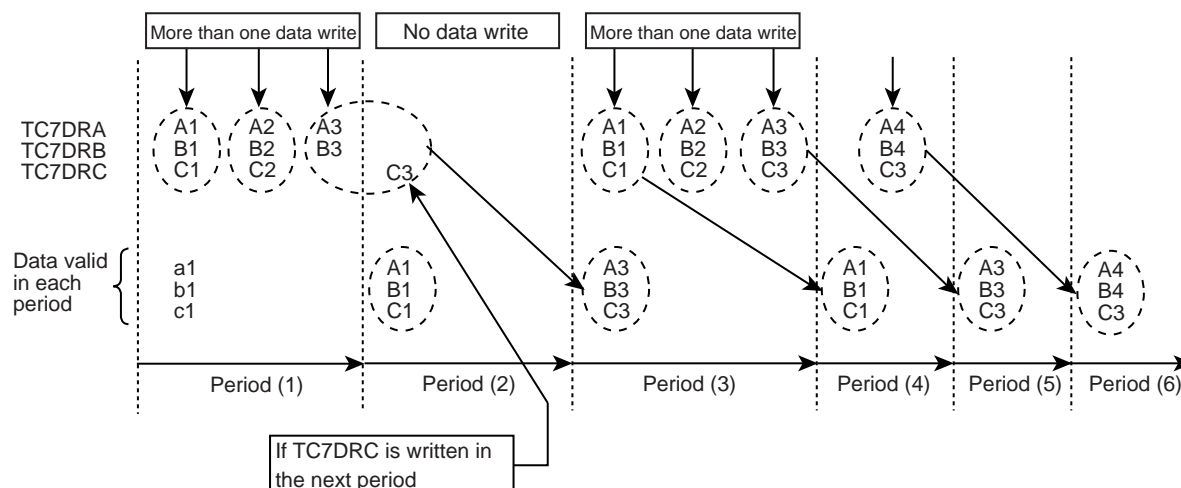 More than one data write
No data write
More than one data write
TC7DRA
TC7DRB
TC7DRC
A1
B1
C1
A2
B2
C2
A3
B3
C3
A1
B1
C1
A2
B2
C2
A3
B3
C3
A4
B4
C3
Data valid
in each
period
a1
b1
c1
A1
B1
C1
A3
B3
C3
A1
B1
C1
A3
B3
C3
A4
B4
C3
Period (1)
Period (2)
Period (3)
Period (4)
Period (5)
Period (6)
If TC7DRC is written in
the next period